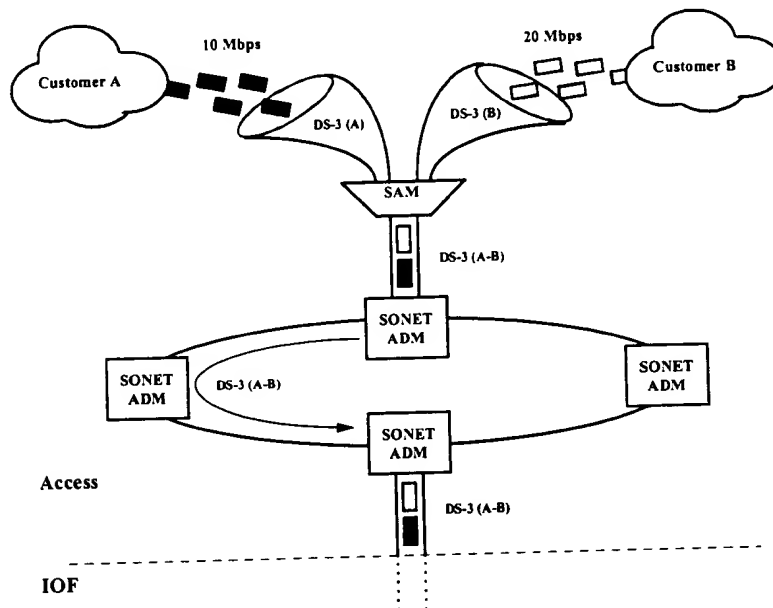 10 Mbps
20 Mbps
Customer A
Customer B
DS-3 (A)
DS-3 (B)
SAM
DS-3 (A-B)
SONET
ADM
SONET
ADM
DS-3 (A-B)
SONET
ADM
SONET
ADM
Access
DS-3 (A-B)
IOF